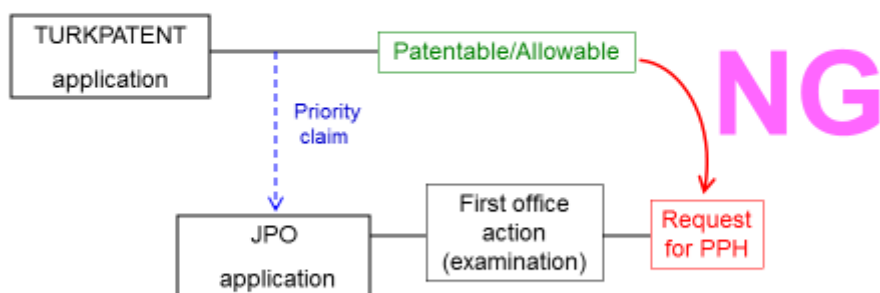 TURKPATENT
application
Patentable/Allowable
NG
Priority
claim
JPO
application
First office
action
(examination)
Request
for PPH